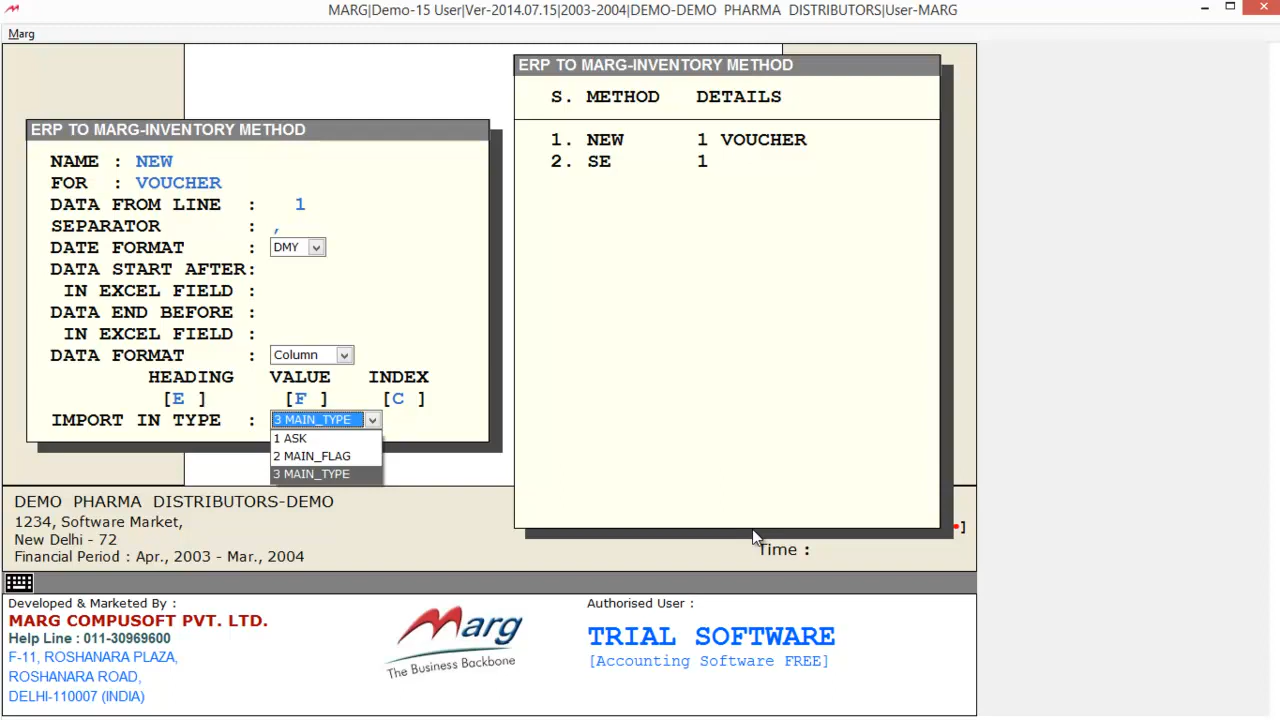 MARG|Demo-15 User|Ver-2014.07.15|2003-2004|DEMO-DEMO PHARMA DISTRIBUTORS|User-MARG
Marg
ERP TO MARG-INVENTORY METHOD
NAME : NEW
FOR : VOUCHER
DATA FROM LINE : 1
SEPARATOR : ,
DATE FORMAT : DMY
DATA START AFTER:
IN EXCEL FIELD :
DATA END BEFORE :
IN EXCEL FIELD :
DATA FORMAT : Column
HEADING VALUE INDEX
[E ] [F ] [C ]
IMPORT IN TYPE : 3 MAIN_TYPE
1 ASK
2 MAIN_FLAG
3 MAIN_TYPE
ERP TO MARG-INVENTORY METHOD
S. METHOD DETAILS
1. NEW 1 VOUCHER
2. SE 1
DEMO PHARMA DISTRIBUTORS-DEMO
1234, Software Market,
New Delhi - 72
Financial Period : Apr., 2003 - Mar., 2004
]
Time :
Developed & Marketed By :
MARG COMPUSOFT PVT. LTD.
Help Line : 011-30969600
F-11, ROSHANARA PLAZA,
ROSHANARA ROAD,
DELHI-110007 (INDIA)
Marg
The Business Backbone
Authorised User :
TRIAL SOFTWARE
[Accounting Software FREE]